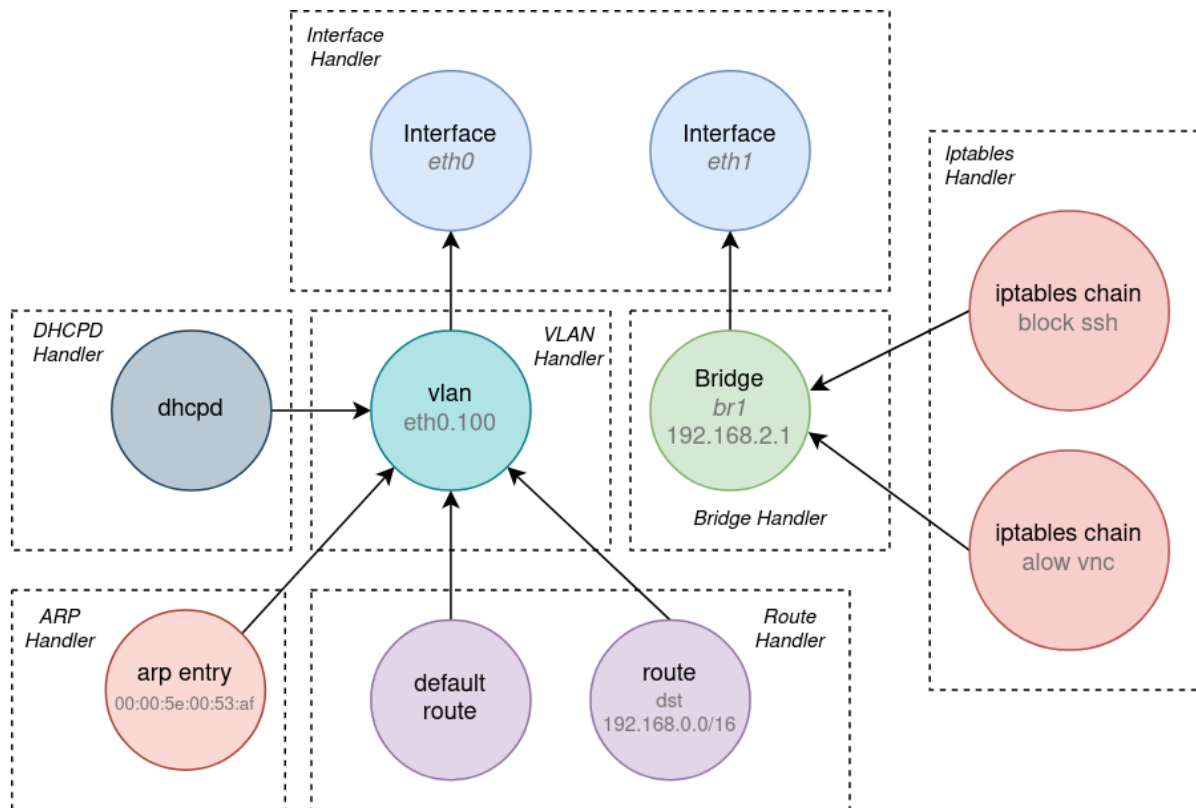 Interface
Handler
Interface
eth0
Interface
eth1
Iptables
Handler
iptables chain
block ssh
DHCPD
Handler
dhcpd
VLAN
Handler
vlan
eth0.100
Bridge
br1
192.168.2.1
Bridge Handler
iptables chain
alow vnc
ARP
Handler
arp entry
00:00:5e:00:53:af
Route
Handler
default
route
route
dst
192.168.0.0/16